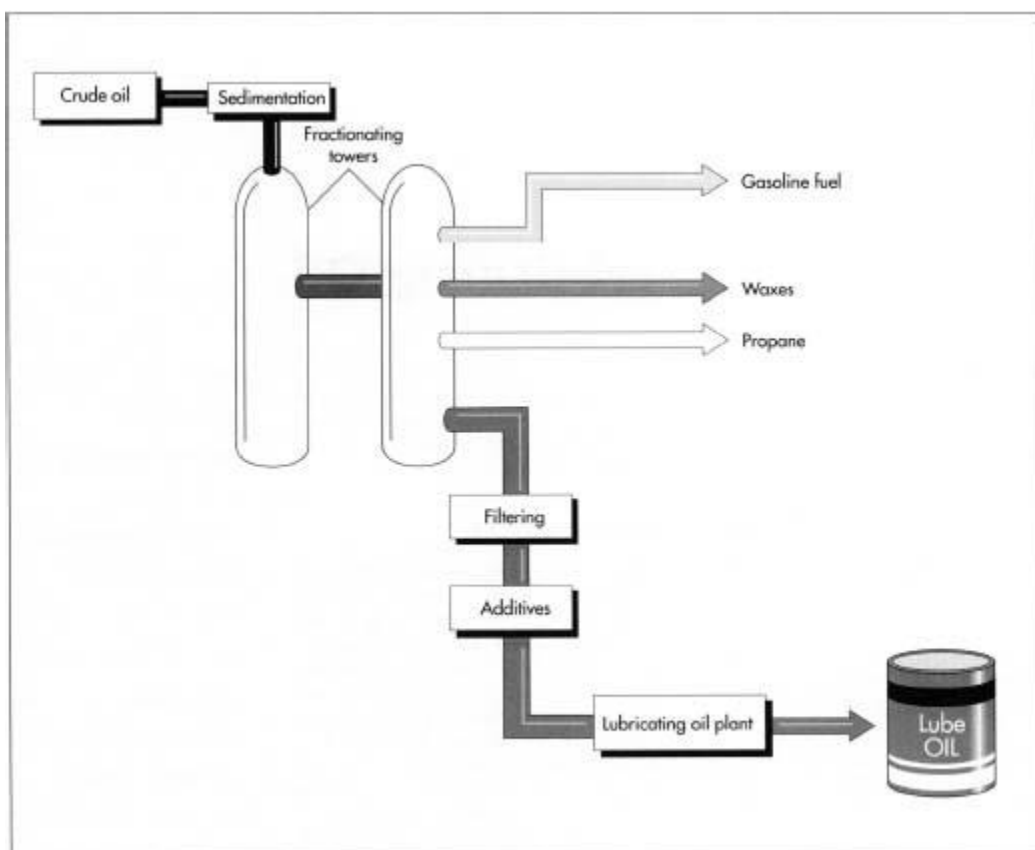 Crude oil
Sedimentation
Fractionating
towers
Gasoline fuel
Waxes
Propane
Filtering
Additives
Lubricating oil plant
Lube
OIL